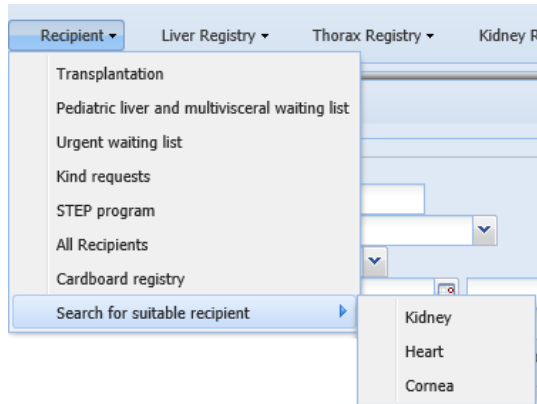 Recipient Liver Registry Thorax Registry Kidney R
Transplantation
Pediatric liver and multivisceral waiting list
Urgent waiting list
Kind requests
STEP program
All Recipients
Cardboard registry
Search for suitable recipient
Kidney
Heart
Cornea